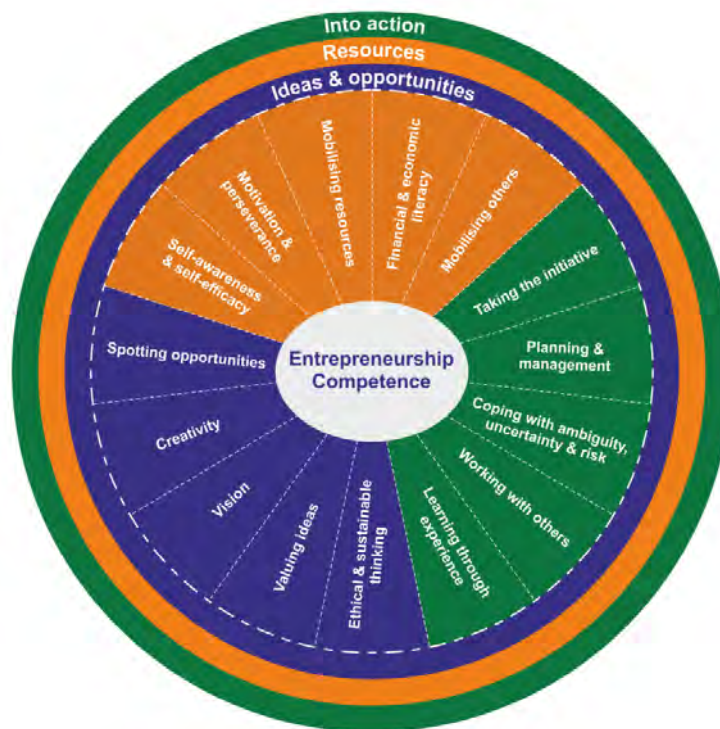 Into action
Resources
Ideas & opportunities
Mobilising resources
Financial & economic
literacy
Mobilising others
Taking the initiative
Planning &
management
Coping with ambiguity,
uncertainty & risk
Working with others
Learning through
experience
Ethical & sustainable
thinking
Valuing ideas
Vision
Creativity
Spotting opportunities
Self-awareness
& self-efficacy
Motivation &
perseverance
Entrepreneurship
Competence